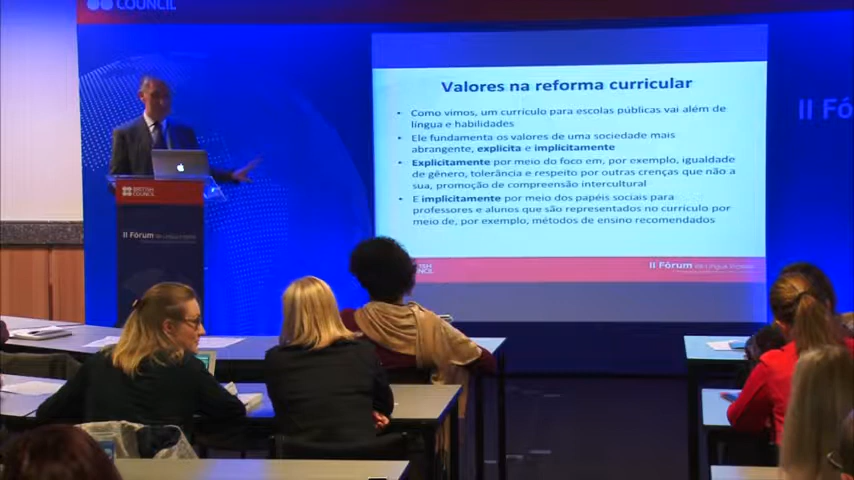 COUNCIL
Valores na reforma curricular
• Como vimos, um currículo para escolas públicas vai além de
língua e habilidades
• Ele fundamenta os valores de uma sociedade mais
abrangente, explícita e implicitamente
• Explicitamente por meio do foco em, por exemplo, igualdade
de gênero, tolerância e respeito por outras crenças que não a
sua, promoção de compreensão intercultural
• E implicitamente, por meio dos papéis sociais para
professores e alunos que são representados no currículo por
meio de, por exemplo, métodos de ensino recomendados
II Fó
BRITISH
COUNCIL
II Fórum
COUNCIL
II Fórum da Língua Inglesa